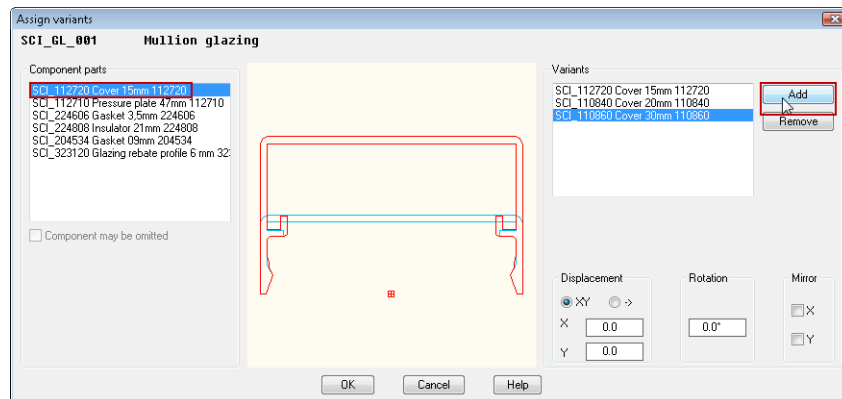 Assign variants
SCI_GL_001 Mullion glazing
Component parts
SCI_112720 Cover 15mm 112720
SCI_112710 Pressure plate 47mm 112710
SCI_224606 Gasket 3,5mm 224606
SCI_224808 Insulator 21mm 224808
SCI_204534 Gasket 09mm 204534
SCI_323120 Glazing rebate profile 6 mm 32
Component may be omitted
Variants
SCI_112720 Cover 15mm 112720
SCI_110840 Cover 20mm 110840
SCI_110860 Cover 30mm 110860
Add
Remove
Displacement
XY ->
X 0.0
Y 0.0
Rotation
0.0°
Mirror
X
Y
OK Cancel Help